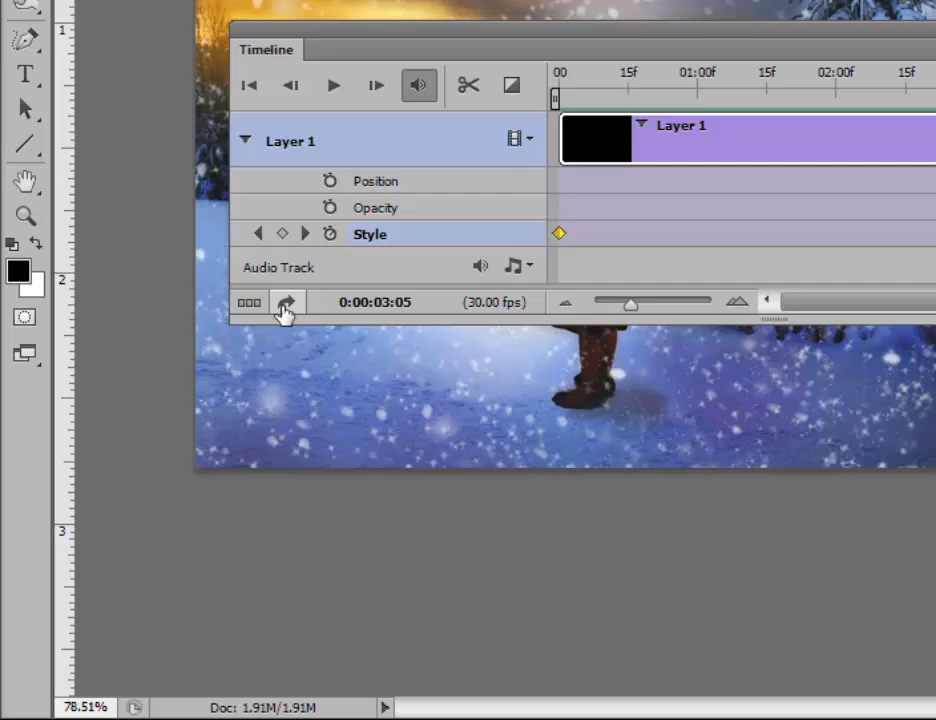 1
Timeline
00 15f 01:00f 15f 02:00f 15f
Layer 1
Layer 1
Position
Opacity
Style
Audio Track
0:00:03:05 (30.00 fps)
2
3
78.51% Doc: 1.91M/1.91M